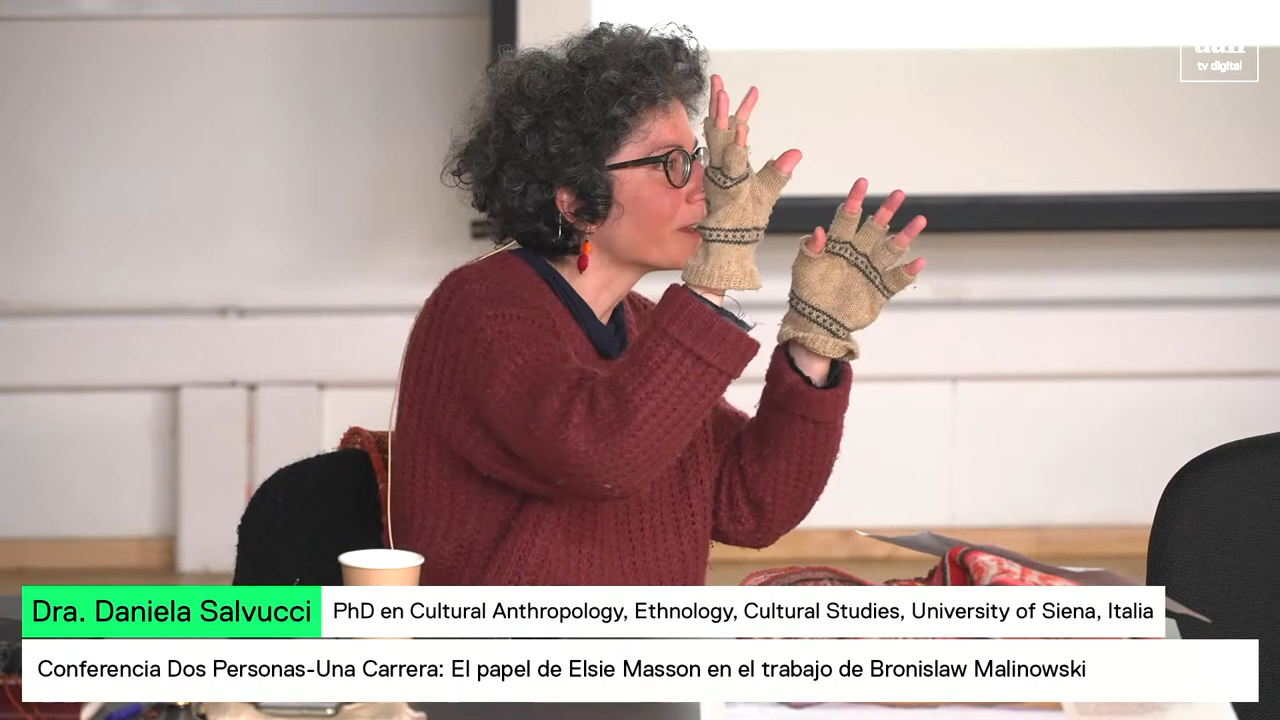 tv digital
Dra. Daniela Salvucci
PhD en Cultural Anthropology, Ethnology, Cultural Studies, University of Siena, Italia
Conferencia Dos Personas-Una Carrera: El papel de Elsie Masson en el trabajo de Bronislaw Malinowski